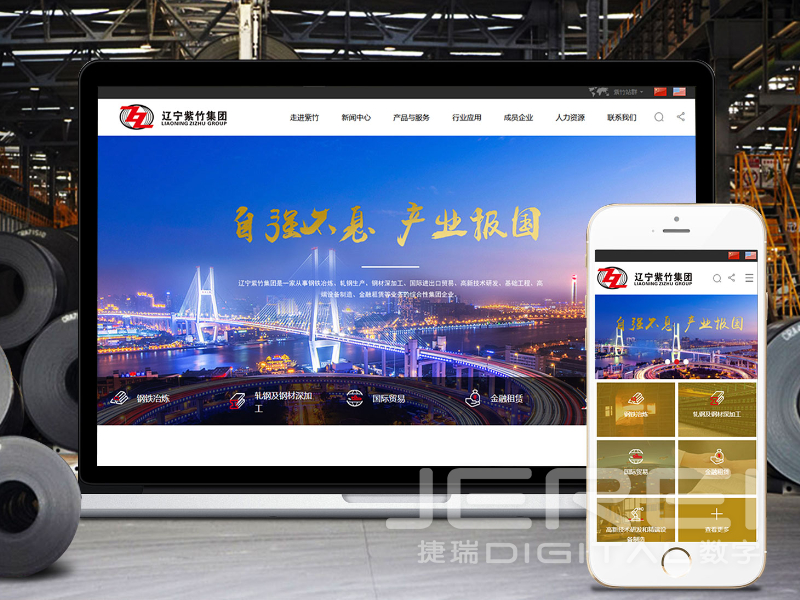 紫竹站群
辽宁紫竹集团
LIAONING ZIZHU GROUP
走进紫竹 新闻中心 产品与服务 行业应用 成员企业 人力资源 联系我们
自强不息 产业报国
辽宁紫竹集团是一家从事钢铁冶炼、轧钢生产、钢材深加工、国际进出口贸易、高新技术研发、基础工程、高
端设备制造、金融租赁等业务的综合性集团企业
钢铁冶炼
轧钢及钢材深加
工
国际贸易
金融租赁
辽宁紫竹集团
LIAONING ZIZHU GROUP
自强不息 产业报国
钢铁冶炼
轧钢及钢材深加工
国际贸易
金融租赁
高新技术研发和高端设
备制造
查看更多
JEREI
捷瑞DIGITAL数字